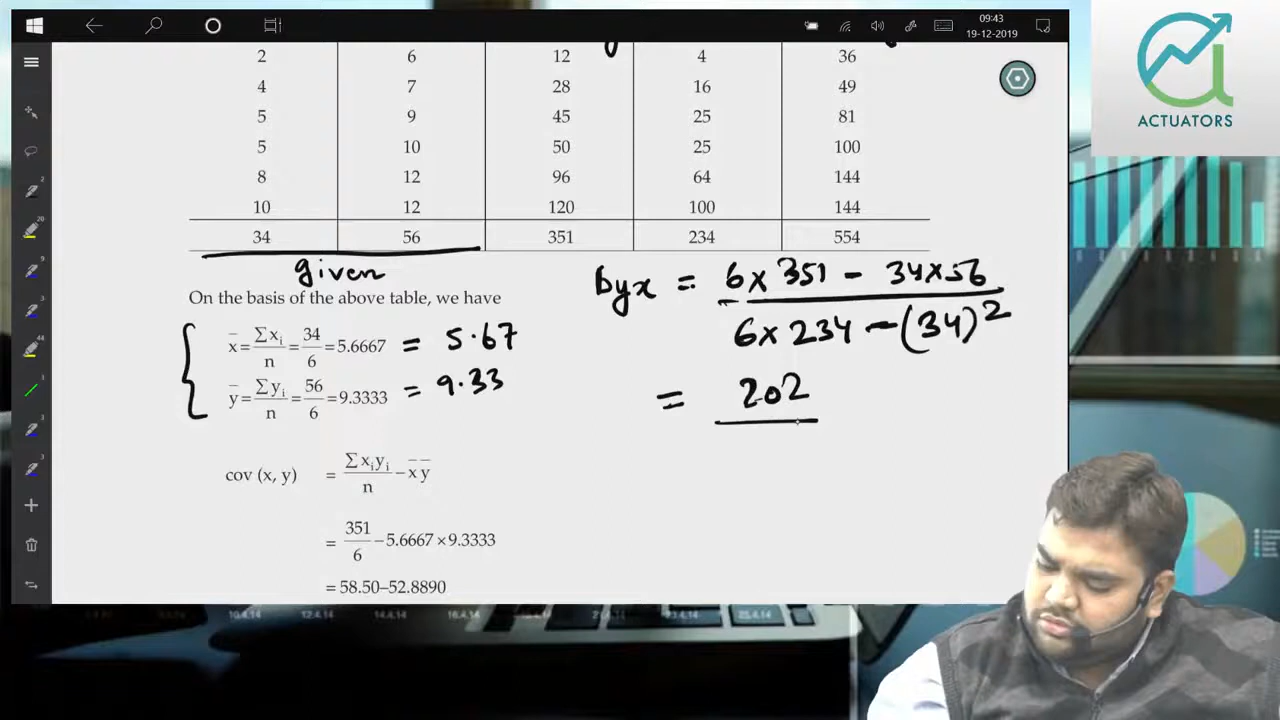 09:43
19-12-2019
ACTUATORS
2 6 12 4 36
4 7 28 16 49
5 9 45 25 81
5 10 50 25 100
8 12 96 64 144
10 12 120 100 144
34 56 351 234 554
given
On the basis of the above table, we have
x̄ = Σxᵢ/n = 34/6 = 5.6667 = 5.67
ȳ = Σyᵢ/n = 56/6 = 9.3333 = 9.33
cov (x, y) = Σxᵢyᵢ/n − x̄ ȳ
= 351/6 − 5.6667 × 9.3333
= 58.50–52.8890
byx = 6 x 351 − 34 x 56 / 6 x 234 − (34)²
= 202